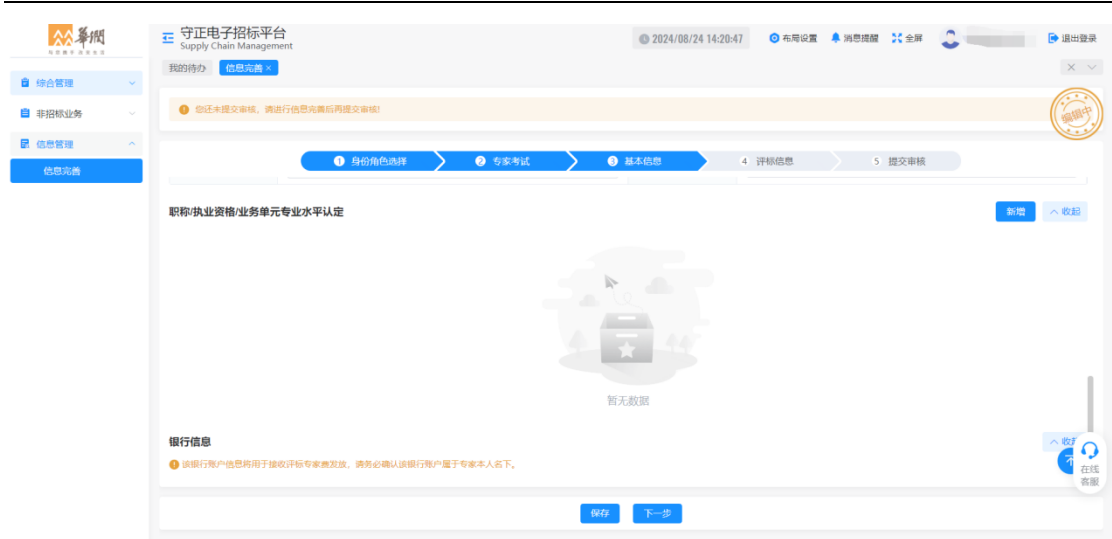 華潤
守正电子招标平台
Supply Chain Management
2024/08/24 14:20:47
布局设置
消息提醒
全屏
退出登录
我的待办
信息完善 ×
综合管理
非招标业务
信息管理
信息完善
您还未提交审核，请进行信息完善后再提交审核!
编辑中
1 身份角色选择
2 专家考试
3 基本信息
4 评标信息
5 提交审核
职称/执业资格/业务单元专业水平认定
新增
收起
暂无数据
银行信息
收起
该银行账户信息将用于接收评标专家费发放，请务必确认该银行账户属于专家本人名下。
在线
客服
保存
下一步